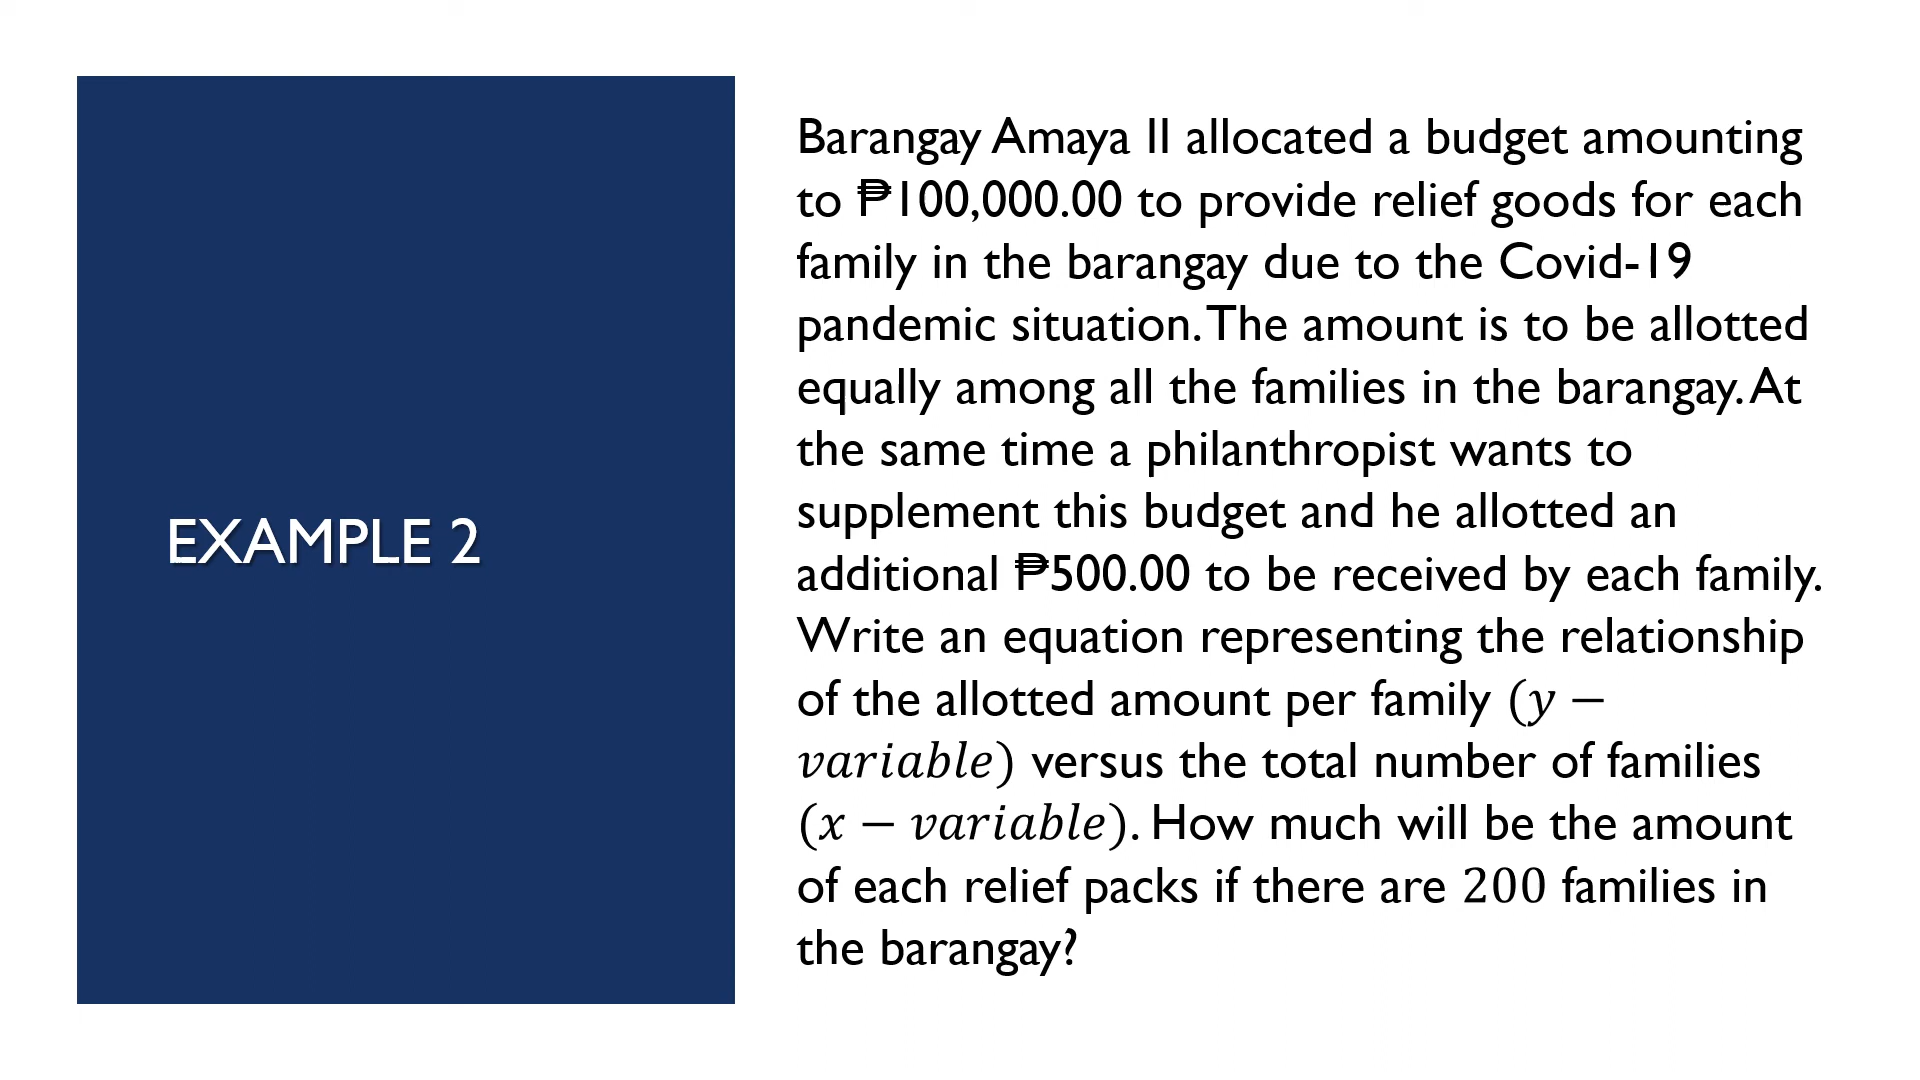 EXAMPLE 2
Barangay Amaya II allocated a budget amounting
to ₱100,000.00 to provide relief goods for each
family in the barangay due to the Covid-19
pandemic situation. The amount is to be allotted
equally among all the families in the barangay. At
the same time a philanthropist wants to
supplement this budget and he allotted an
additional ₱500.00 to be received by each family.
Write an equation representing the relationship
of the allotted amount per family (y −
variable) versus the total number of families
(x − variable). How much will be the amount
of each relief packs if there are 200 families in
the barangay?